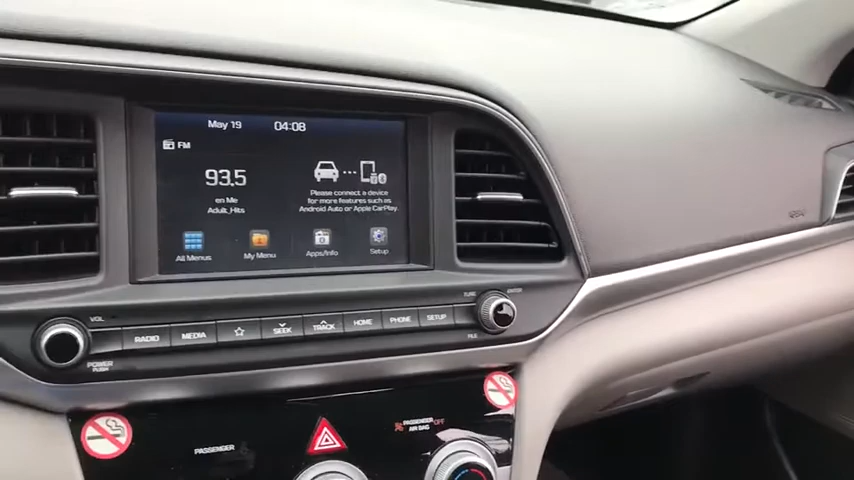 May 19 04:08
FM
93.5
en Me
Adult_Hits
Please connect a device
for more features such as
Android Auto or Apple CarPlay.
All Menus My Menu Apps/Info Setup
VOL
TUNE ENTER
RADIO MEDIA SEEK TRACK HOME PHONE SETUP
POWER
PUSH
FILE
PASSENGER
PASSENGER
AIR BAG OFF